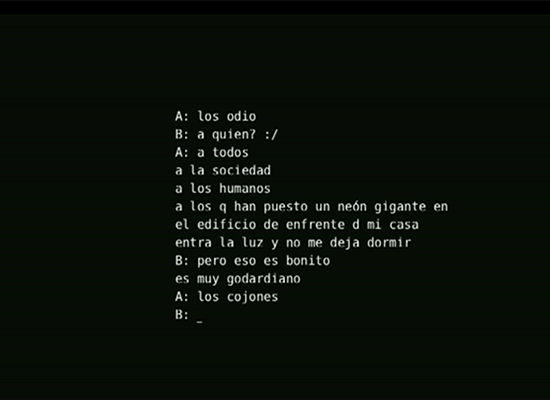 A: los odio
B: a quien? :/
A: a todos
a la sociedad
a los humanos
a los q han puesto un neón gigante en
el edificio de enfrente d mi casa
entra la luz y no me deja dormir
B: pero eso es bonito
es muy godardiano
A: los cojones
B: _